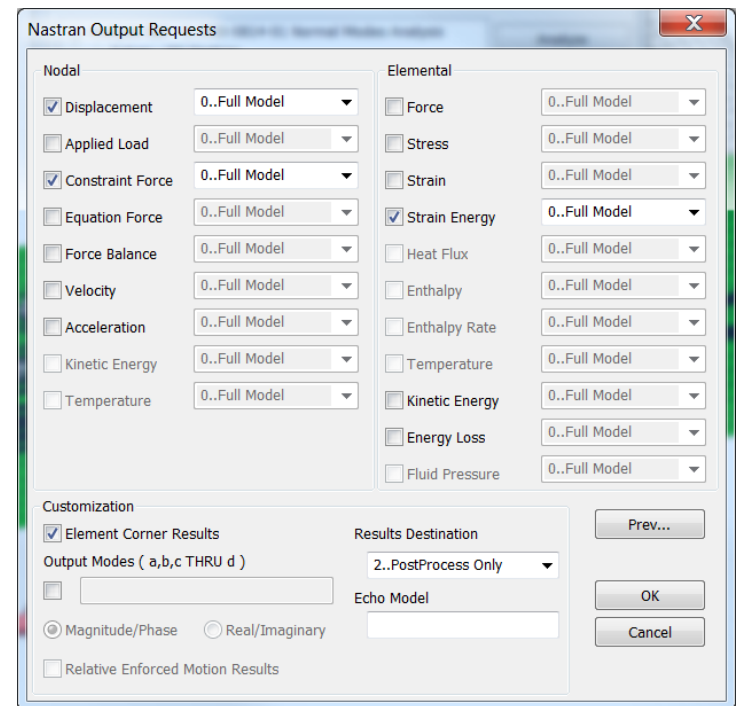 Nastran Output Requests
Normal Modes Analysis
Nodal
Displacement 0..Full Model
Applied Load 0..Full Model
Constraint Force 0..Full Model
Equation Force 0..Full Model
Force Balance 0..Full Model
Velocity 0..Full Model
Acceleration 0..Full Model
Kinetic Energy 0..Full Model
Temperature 0..Full Model
Elemental
Force 0..Full Model
Stress 0..Full Model
Strain 0..Full Model
Strain Energy 0..Full Model
Heat Flux 0..Full Model
Enthalpy 0..Full Model
Enthalpy Rate 0..Full Model
Temperature 0..Full Model
Kinetic Energy 0..Full Model
Energy Loss 0..Full Model
Fluid Pressure 0..Full Model
Customization
Element Corner Results
Output Modes ( a,b,c THRU d )
Magnitude/Phase Real/Imaginary
Relative Enforced Motion Results
Results Destination
2..PostProcess Only
Echo Model
Prev...
OK
Cancel